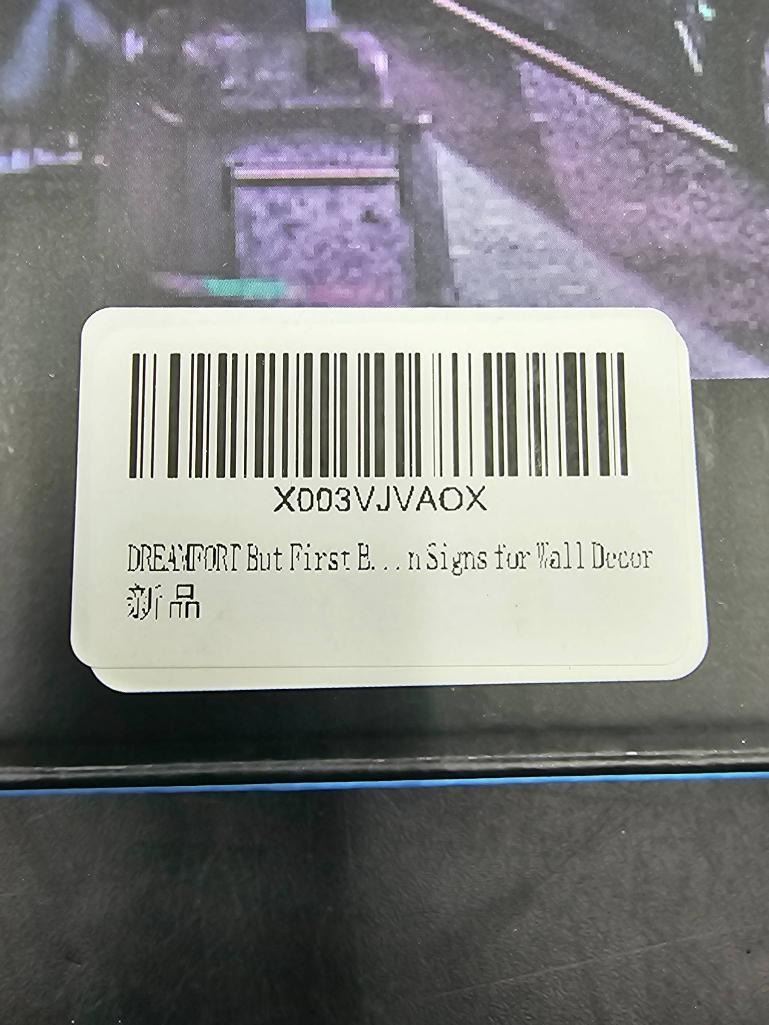 X003VJVAOX
DREAMFORT But First B...n Signs for Wall Decor
新品